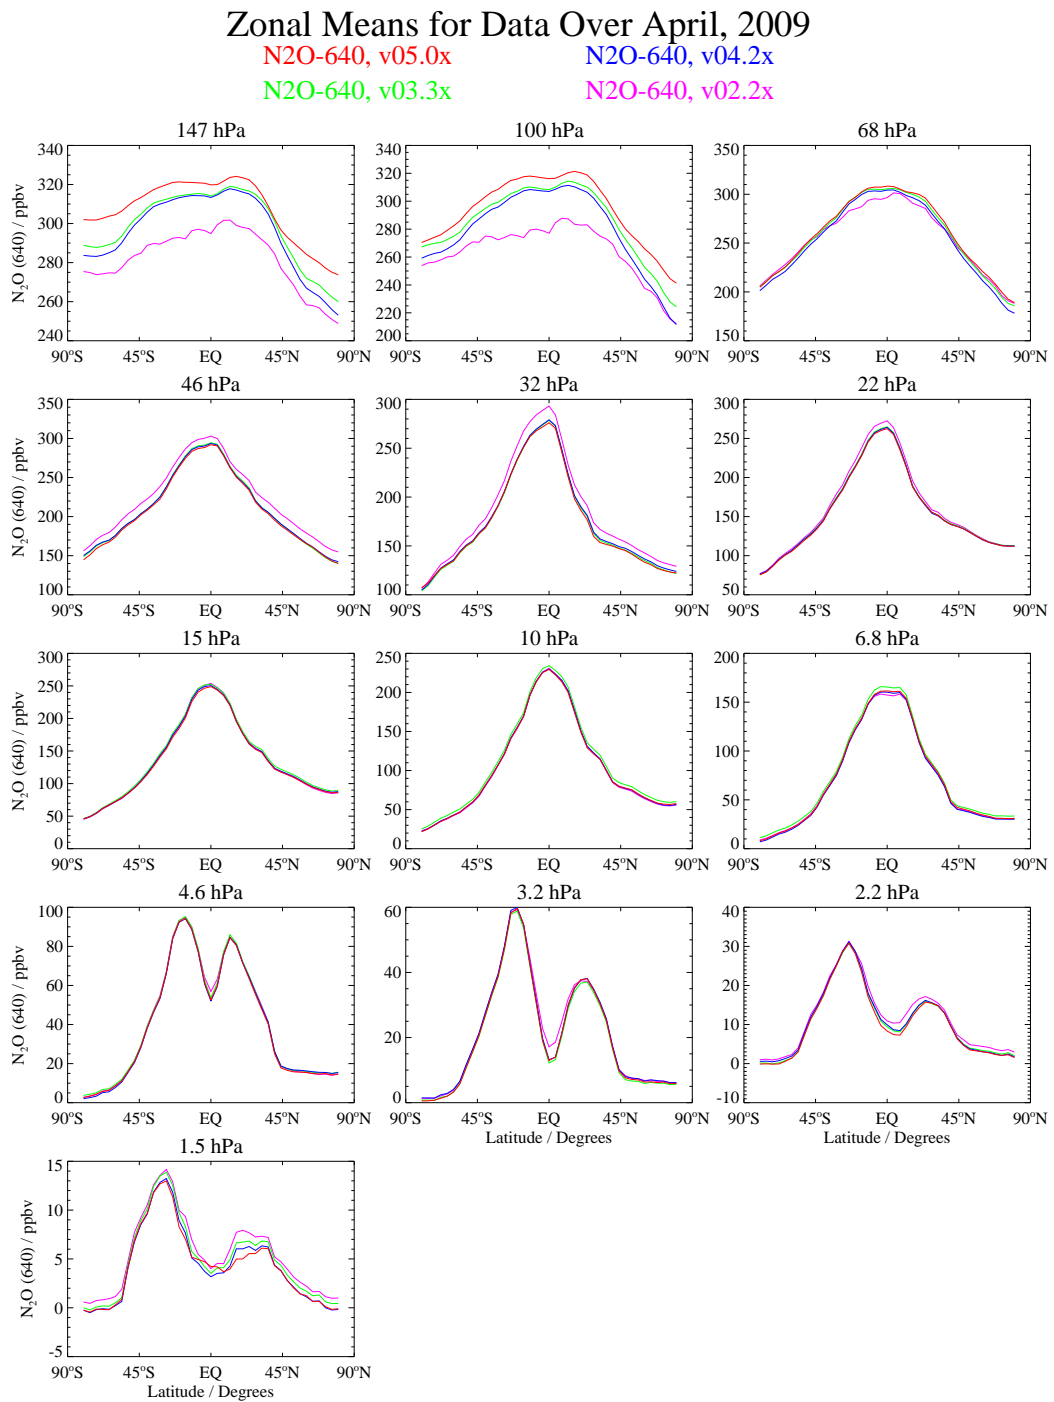 Zonal Means for Data Over April, 2009
N2O-640, v05.0x N2O-640, v04.2x
N2O-640, v03.3x N2O-640, v02.2x
147 hPa 100 hPa 68 hPa
N₂O (640) / ppbv
340 320 300 280 260 240
340 320 300 280 260 240 220 200
350 300 250 200 150
90°S 45°S EQ 45°N 90°N 90°S 45°S EQ 45°N 90°N 90°S 45°S EQ 45°N 90°N
46 hPa 32 hPa 22 hPa
N₂O (640) / ppbv
350 300 250 200 150 100
300 250 200 150 100
300 250 200 150 100 50
90°S 45°S EQ 45°N 90°N 90°S 45°S EQ 45°N 90°N 90°S 45°S EQ 45°N 90°N
15 hPa 10 hPa 6.8 hPa
N₂O (640) / ppbv
300 250 200 150 100 50 0
250 200 150 100 50 0
200 150 100 50 0
90°S 45°S EQ 45°N 90°N 90°S 45°S EQ 45°N 90°N 90°S 45°S EQ 45°N 90°N
4.6 hPa 3.2 hPa 2.2 hPa
N₂O (640) / ppbv
100 80 60 40 20 0
60 40 20 0
40 30 20 10 0 -10
90°S 45°S EQ 45°N 90°N 90°S 45°S EQ 45°N 90°N 90°S 45°S EQ 45°N 90°N
Latitude / Degrees Latitude / Degrees
1.5 hPa
N₂O (640) / ppbv
15 10 5 0 -5
90°S 45°S EQ 45°N 90°N
Latitude / Degrees